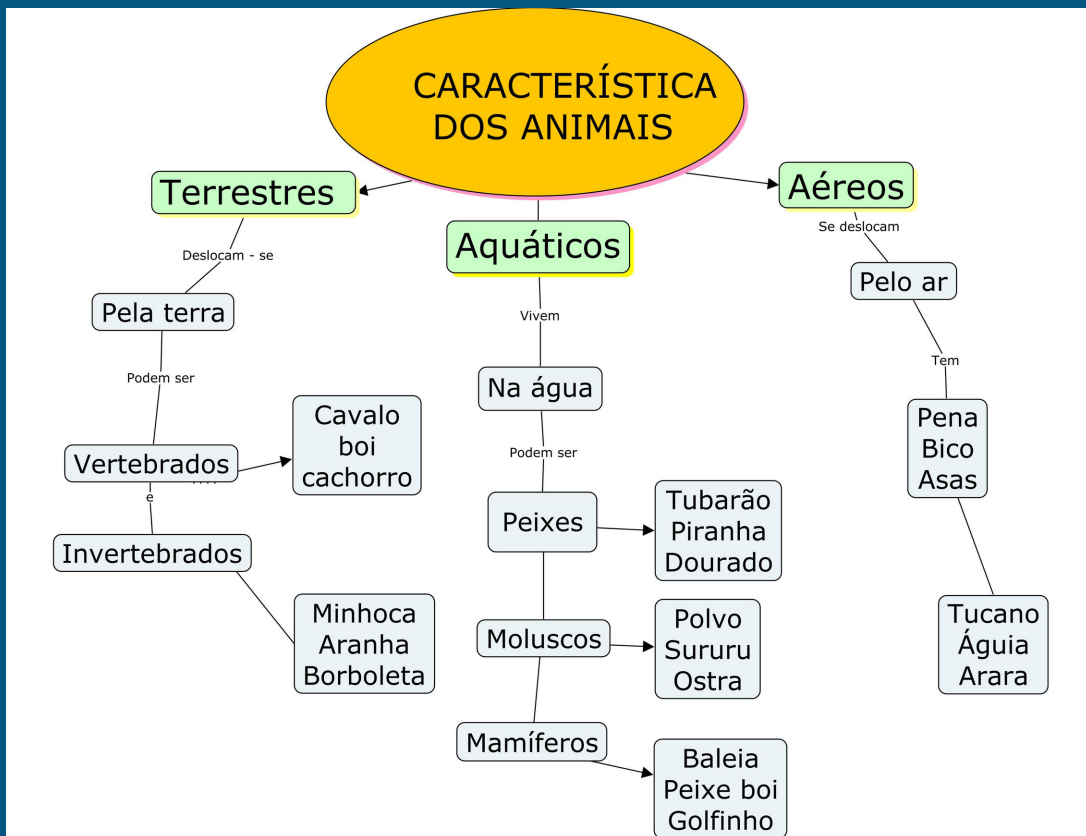 CARACTERÍSTICA
DOS ANIMAIS
Terrestres
Deslocam - se
Pela terra
Podem ser
Vertebrados
Cavalo
boi
cachorro
e
Invertebrados
Minhoca
Aranha
Borboleta
Aquáticos
Vivem
Na água
Podem ser
Peixes
Tubarão
Piranha
Dourado
Moluscos
Polvo
Sururu
Ostra
Mamíferos
Baleia
Peixe boi
Golfinho
Aéreos
Se deslocam
Pelo ar
Tem
Pena
Bico
Asas
Tucano
Águia
Arara